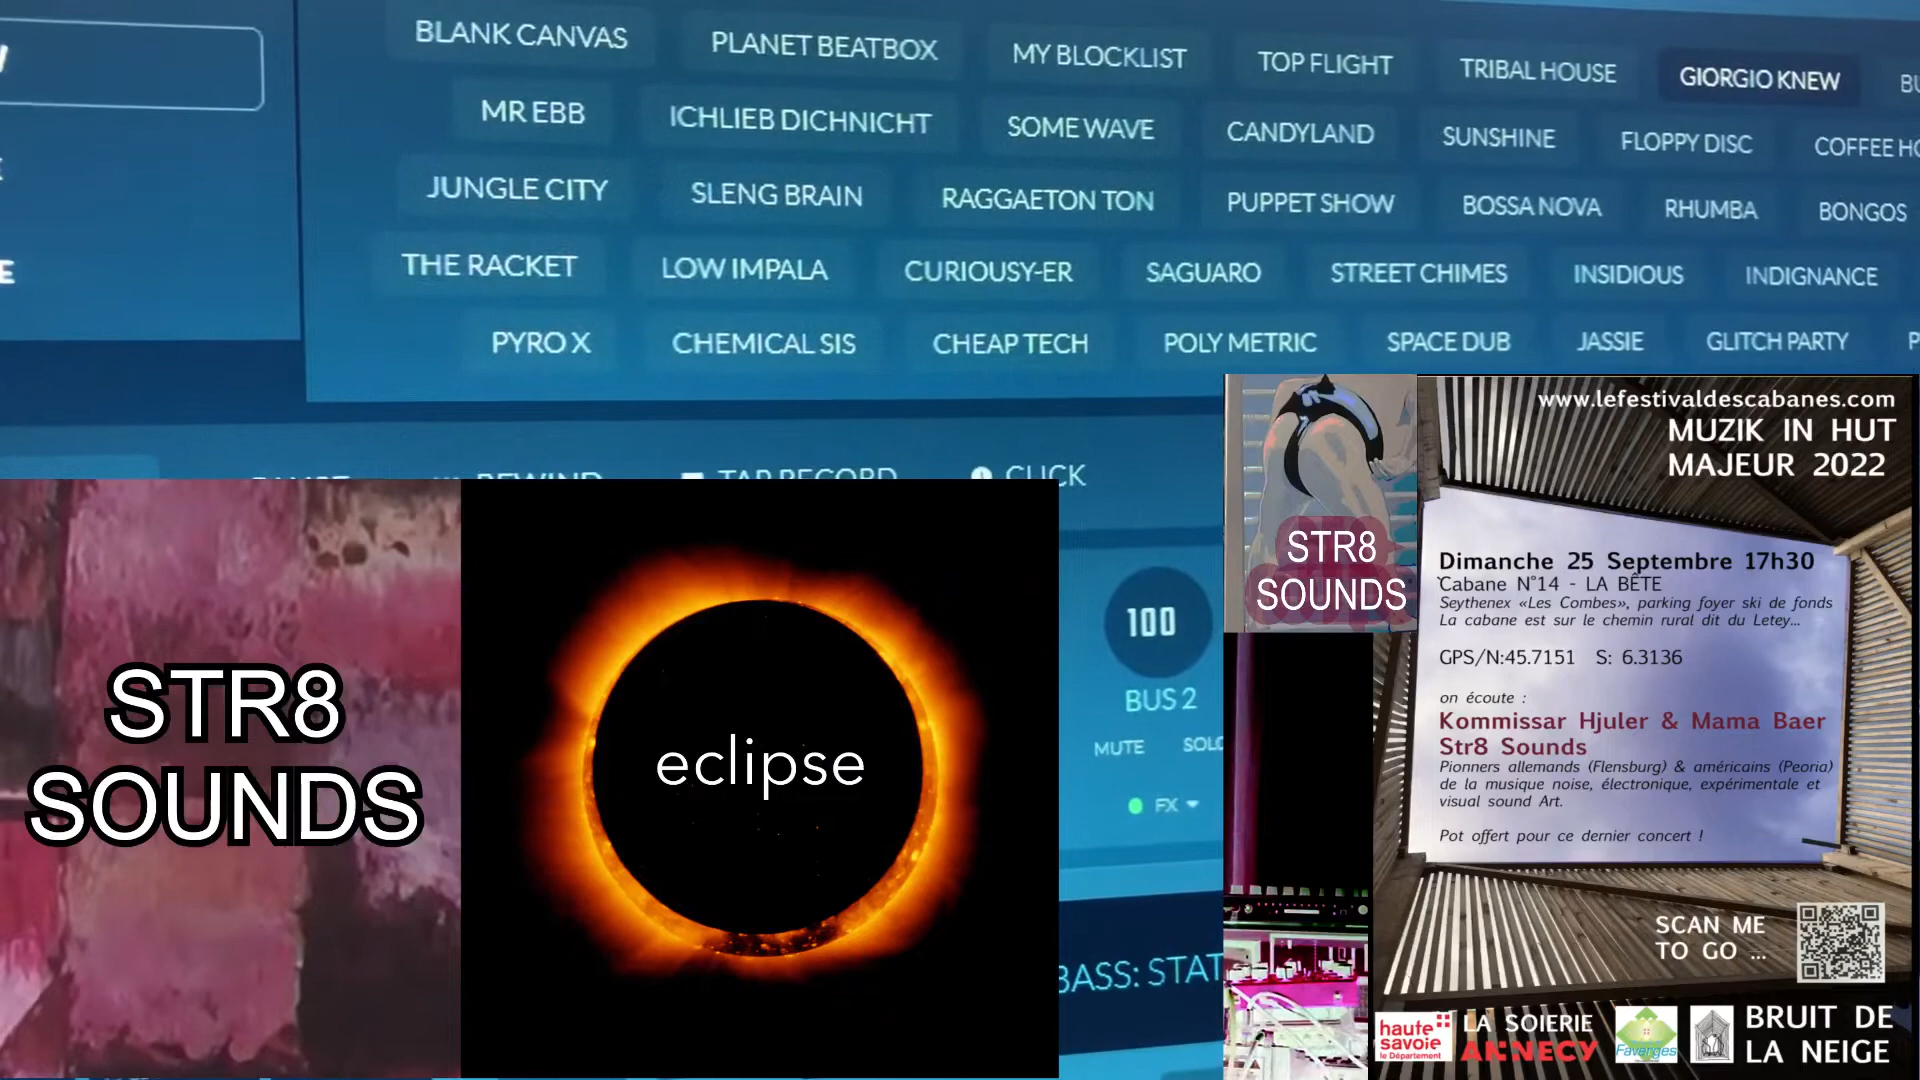 BLANK CANVAS PLANET BEATBOX MY BLOCKLIST TOP FLIGHT TRIBAL HOUSE GIORGIO KNEW
MR EBB ICHLIEB DICHNICHT SOME WAVE CANDYLAND SUNSHINE FLOPPY DISC COFFEE
JUNGLE CITY SLENG BRAIN RAGGAETON TON PUPPET SHOW BOSSA NOVA RHUMBA BONGOS
THE RACKET LOW IMPALA CURIOUSY-ER SAGUARO STREET CHIMES INSIDIOUS INDIGNANCE
PYRO X CHEMICAL SIS CHEAP TECH POLY METRIC SPACE DUB JASSIE GLITCH PARTY
REWIND TAP RECORD CLICK
100
BUS 2
MUTE
FX
BASS:
STR8
SOUNDS
eclipse
STR8
SOUNDS
www.lefestivaldescabanes.com
MUZIK IN HUT
MAJEUR 2022
Dimanche 25 Septembre 17h30
Cabane N°14 - LA BÊTE
Seythenex «Les Combes», parking foyer ski de fonds
La cabane est sur le chemin rural dit du Letey...
GPS/N:45.7151 S: 6.3136
on écoute :
Kommissar Hjuler & Mama Baer
Str8 Sounds
Pionners allemands (Flensburg) & américains (Peoria)
de la musique noise, électronique, expérimentale et
visual sound Art.
Pot offert pour ce dernier concert !
SCAN ME
TO GO ...
haute
savoie
le Département
LA SOIERIE
ANNECY
Faverges
BRUIT DE
LA NEIGE